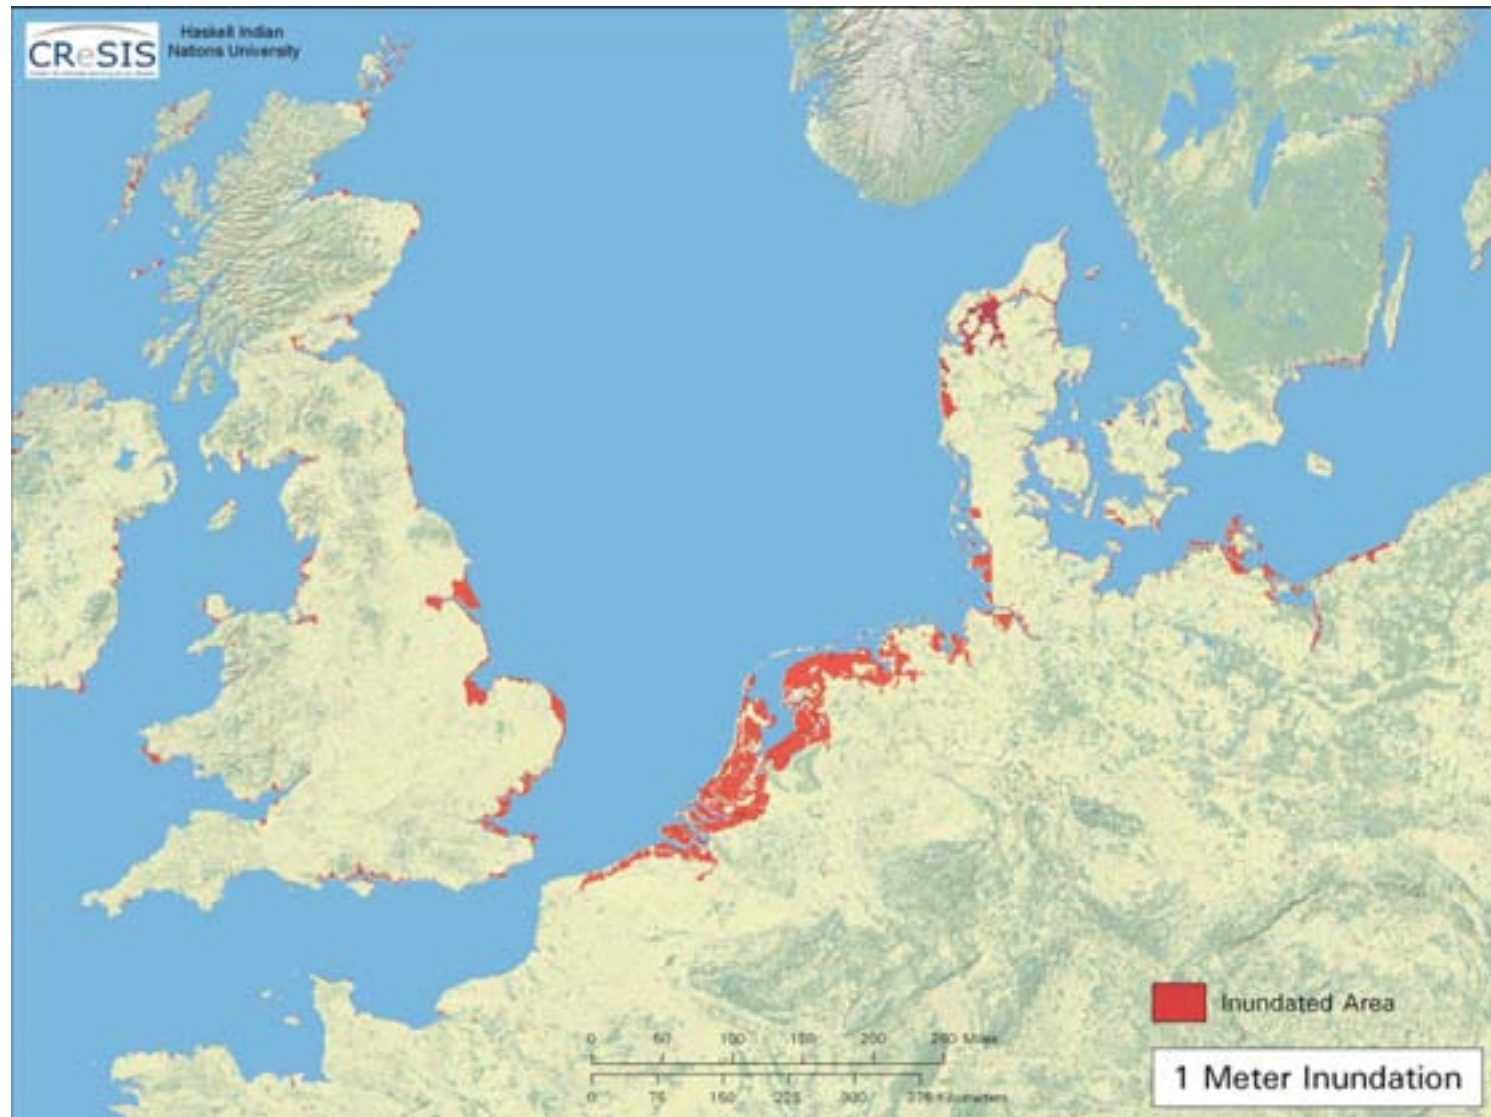 CReSIS
Haskell Indian
Nations University
Inundated Area
1 Meter Inundation
0 50 100 150 200 250 Miles
0 75 150 225 300 375 Kilometers